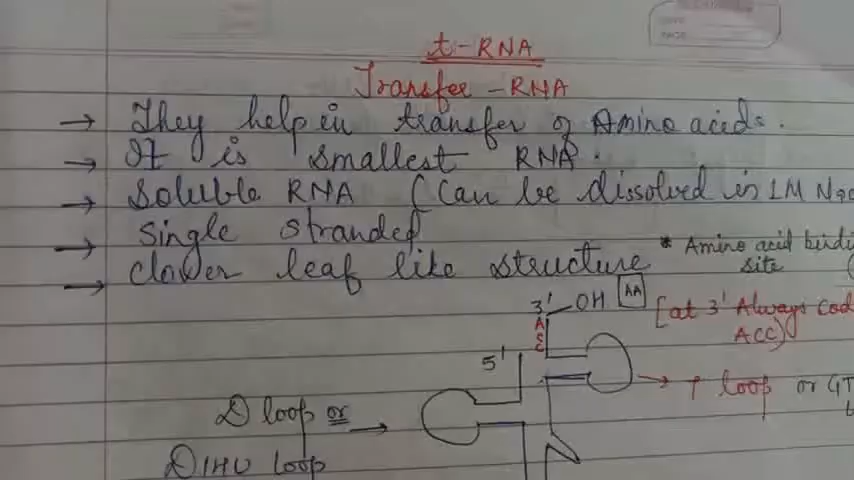 t-RNA
Transfer-RNA
→ They help in transfer of Amino acids.
→ It is smallest RNA.
→ Soluble RNA (Can be dissolved in 1M
→ Single stranded
→ Clover leaf like structure
* Amino acid
site
3' OH AA
A
C
C
[at 3' Always
ACC)
5'
→ T loop or
D loop or →
DIHU loop